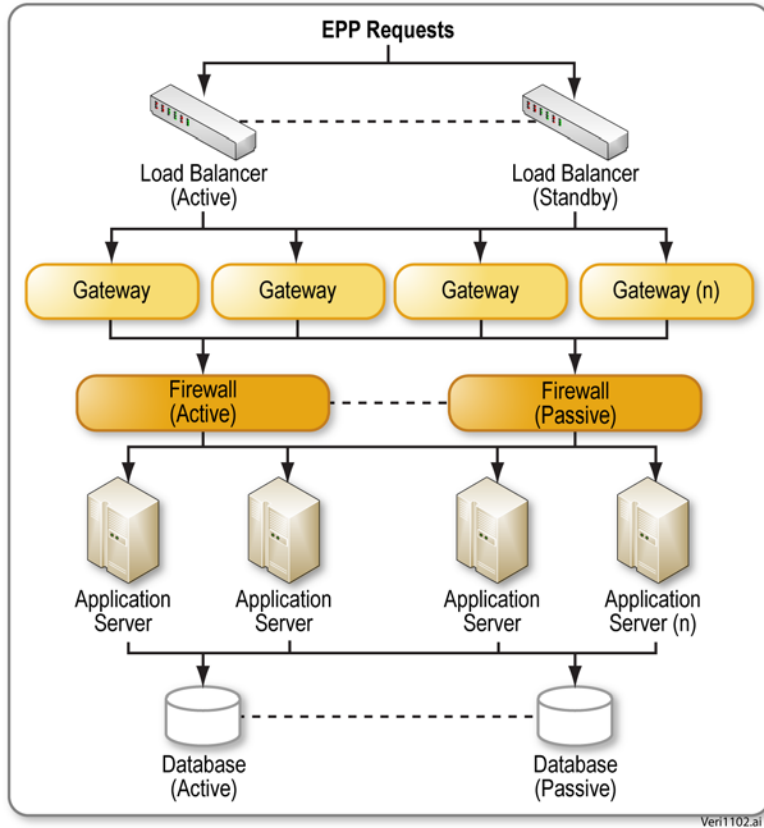 EPP Requests
Load Balancer
(Active)
Load Balancer
(Standby)
Gateway
Gateway
Gateway
Gateway (n)
Firewall
(Active)
Firewall
(Passive)
Application
Server
Application
Server
Application
Server
Application
Server (n)
Database
(Active)
Database
(Passive)
Veri1102.ai